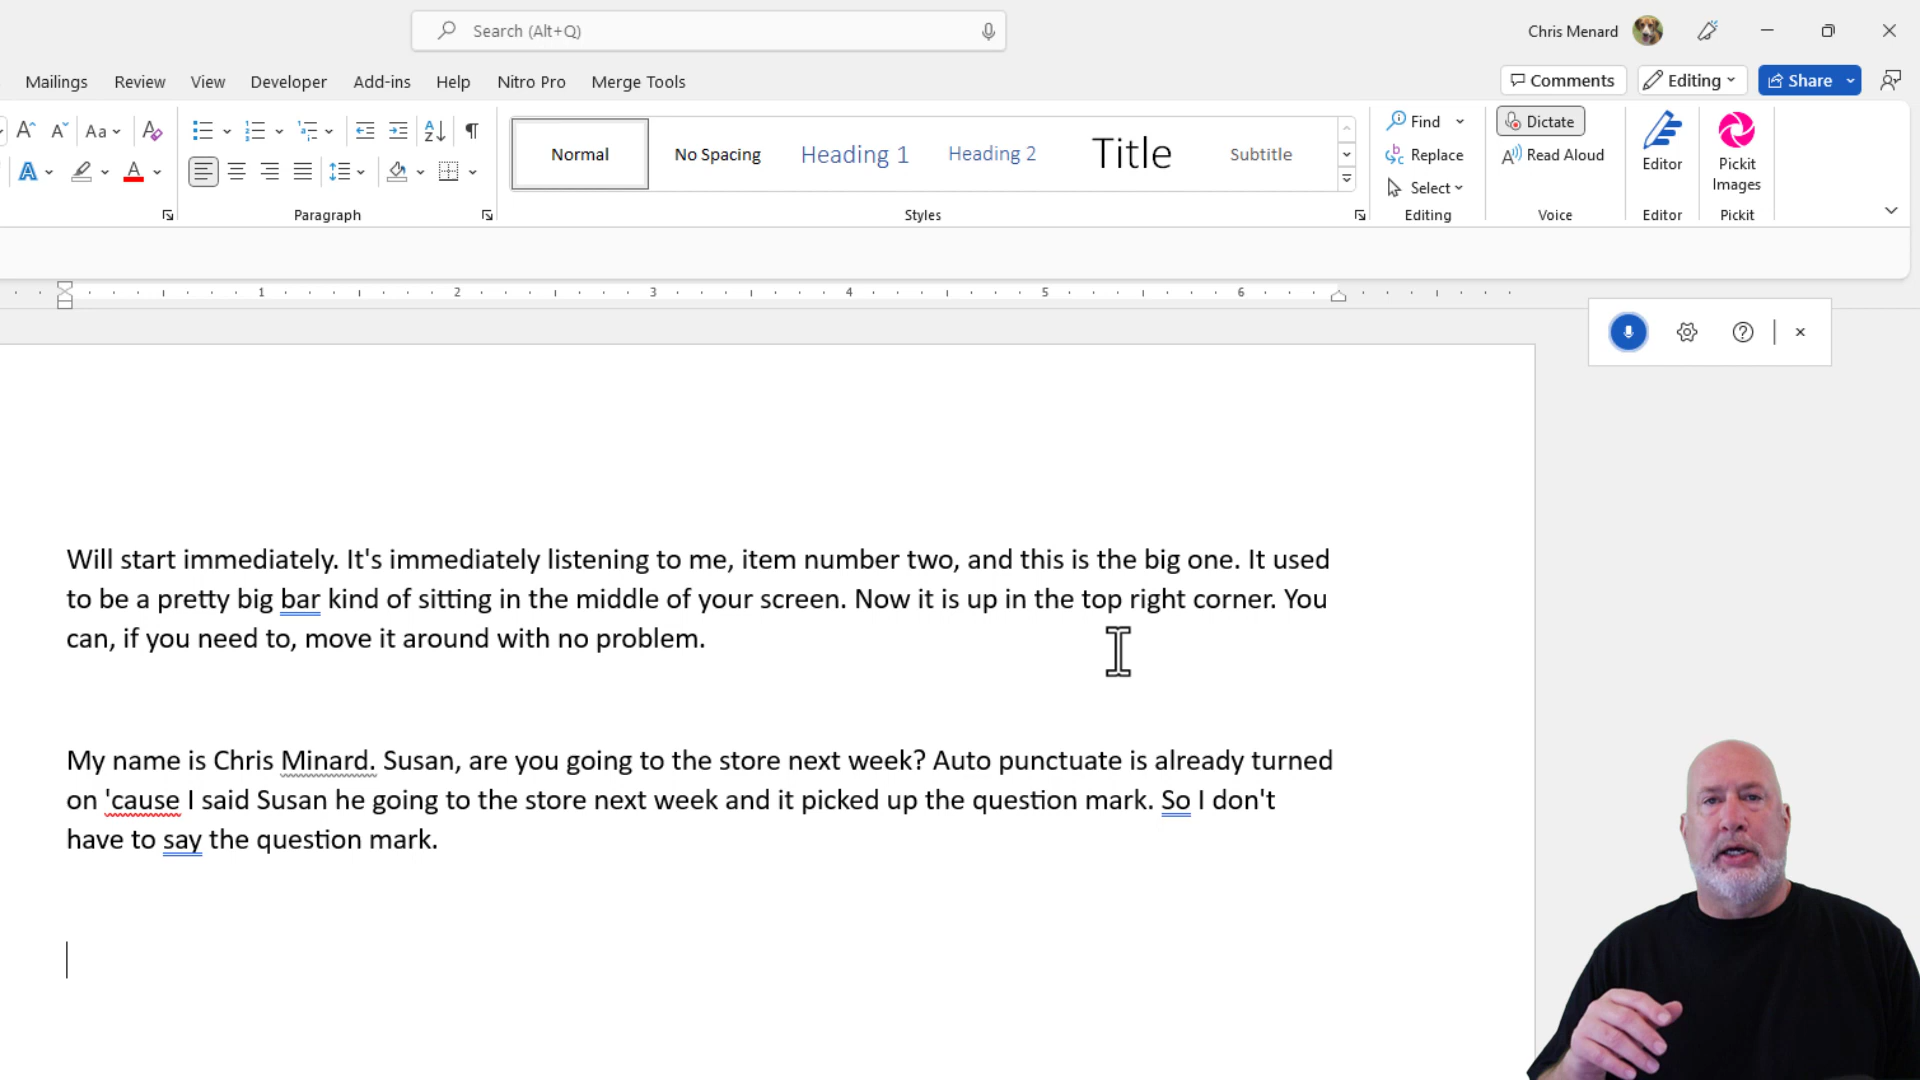 Search (Alt+Q)
Chris Menard
Mailings Review View Developer Add-ins Help Nitro Pro Merge Tools
Comments Editing Share
Aa
Normal No Spacing Heading 1 Heading 2 Title Subtitle
Find Replace Select
Dictate Read Aloud
Editor
Pickit Images
Paragraph Styles Editing Voice Editor Pickit
1 2 3 4 5 6
Will start immediately. It's immediately listening to me, item number two, and this is the big one. It used
to be a pretty big bar kind of sitting in the middle of your screen. Now it is up in the top right corner. You
can, if you need to, move it around with no problem.
My name is Chris Minard. Susan, are you going to the store next week? Auto punctuate is already turned
on 'cause I said Susan he going to the store next week and it picked up the question mark. So I don't
have to say the question mark.